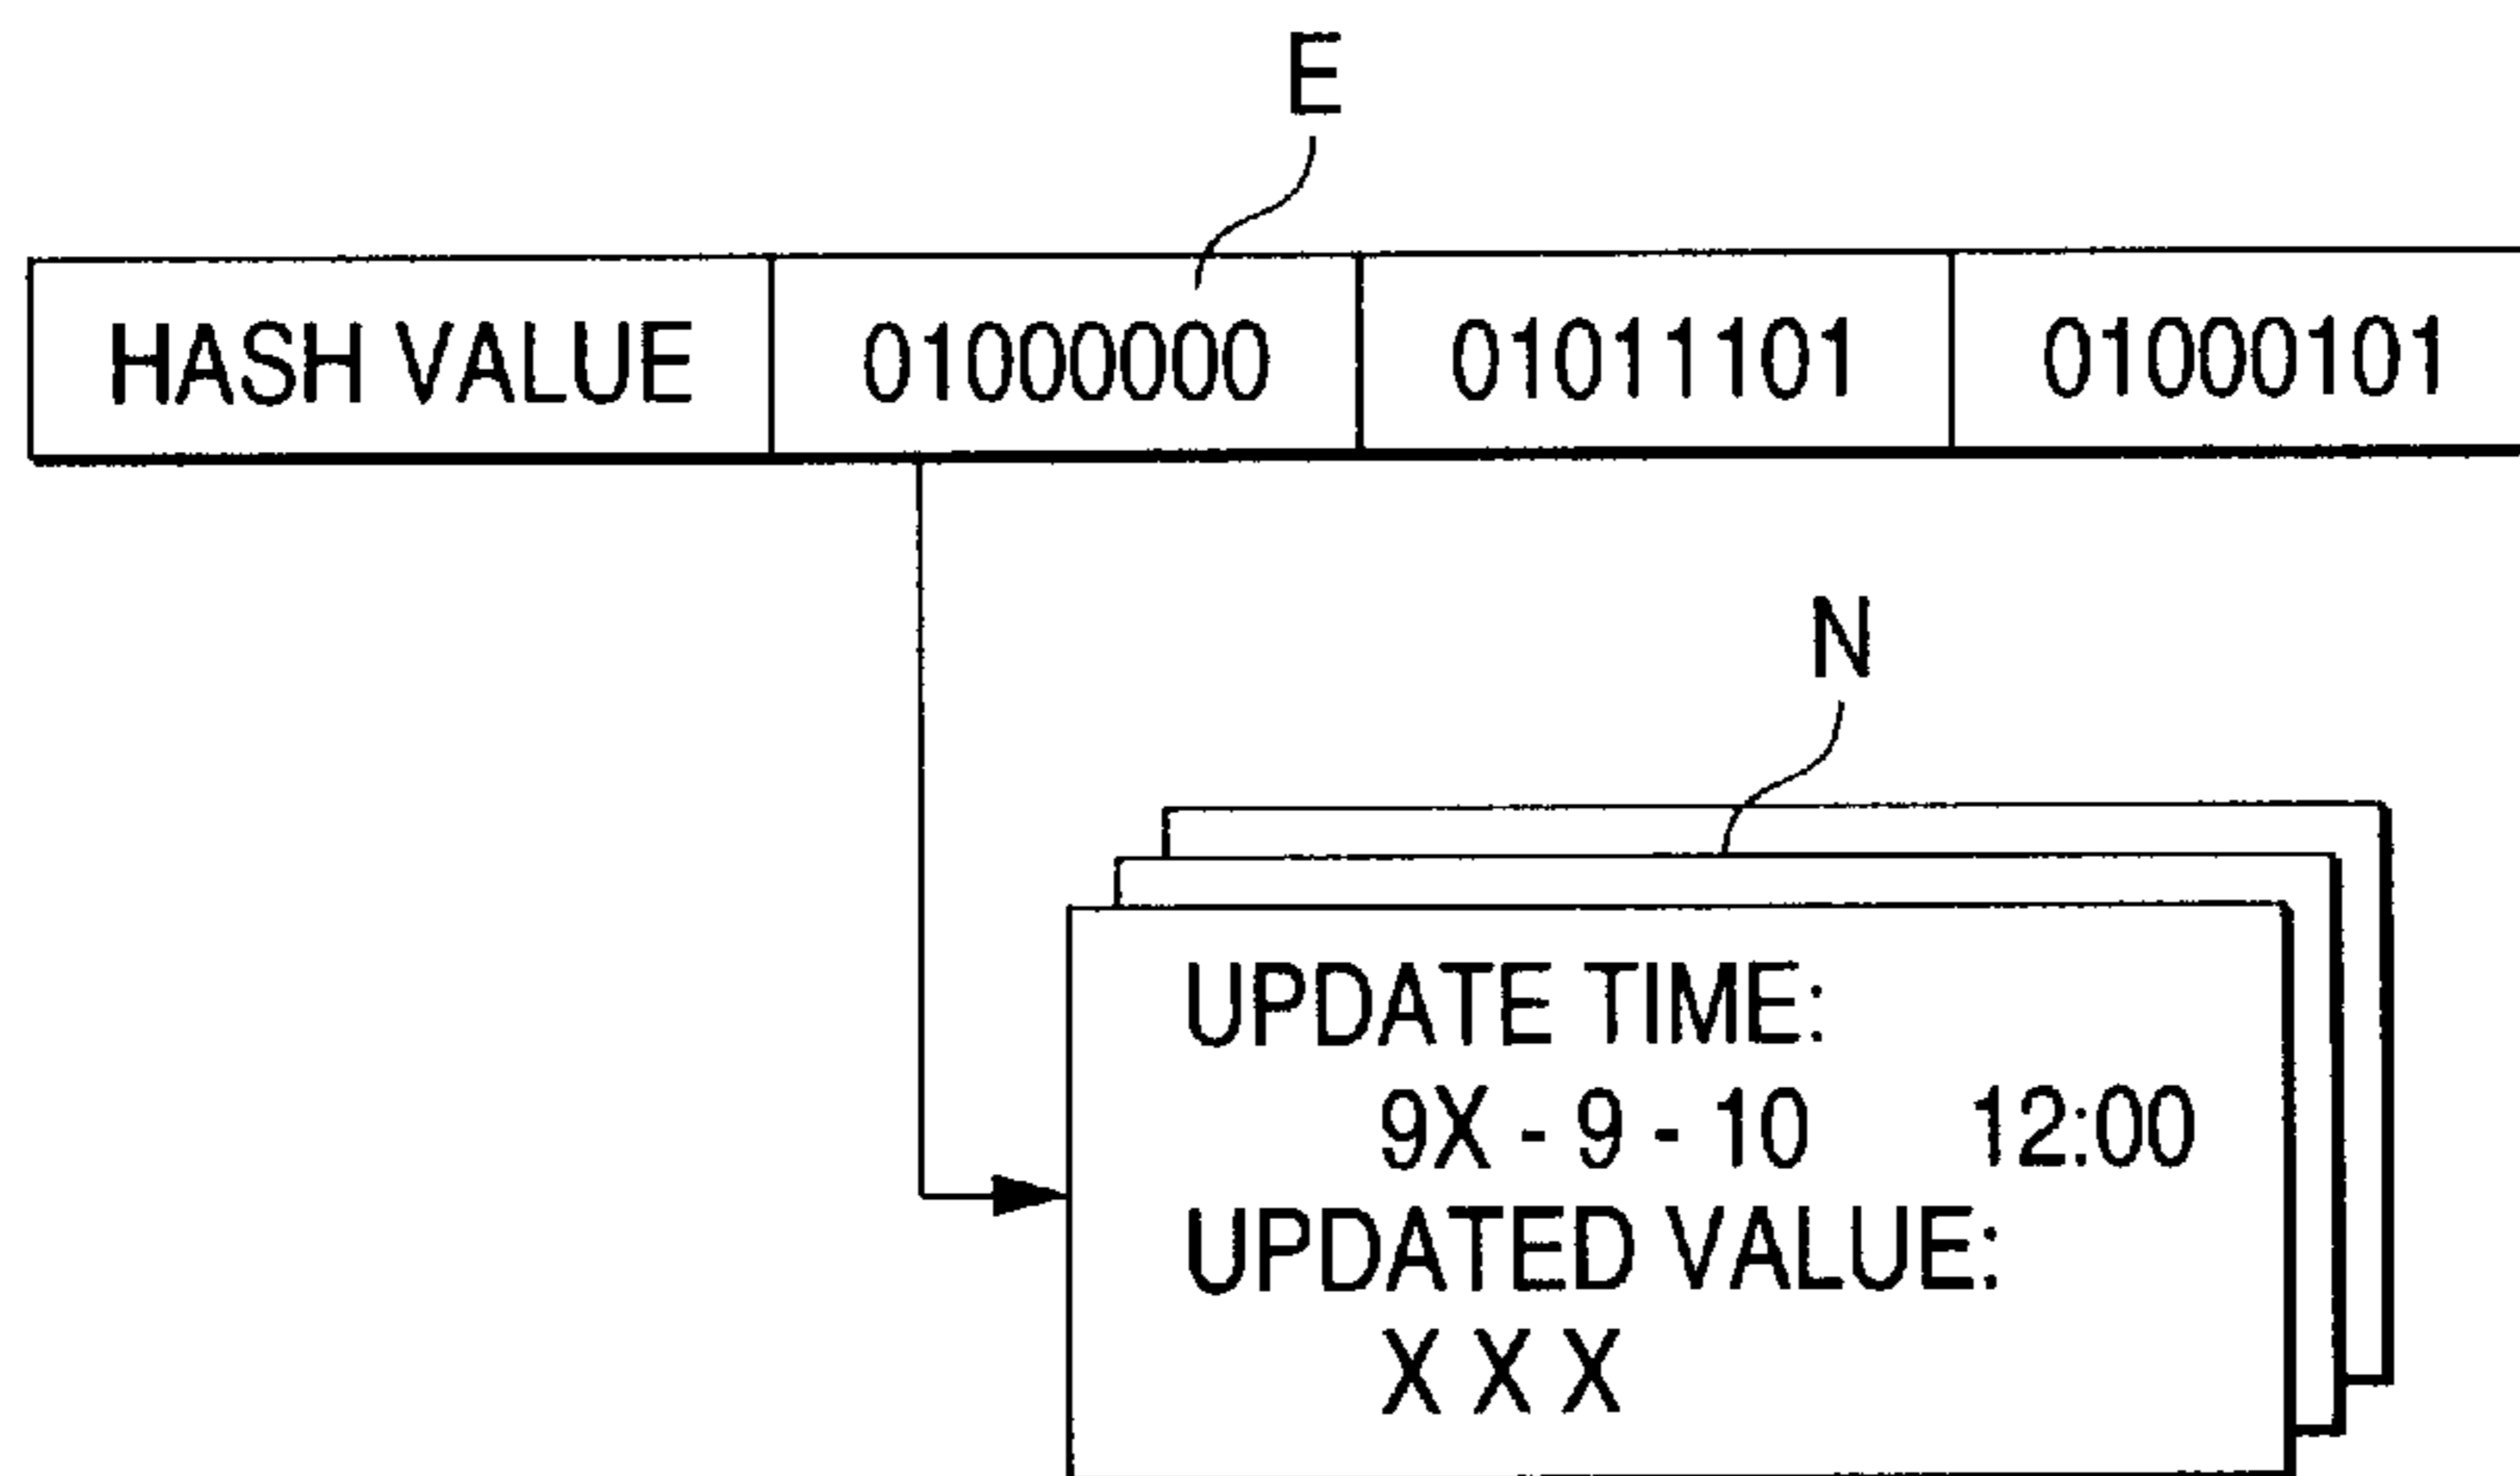 E
HASH VALUE 01000000 01011101 01000101
N
UPDATE TIME:
9X - 9 - 10 12:00
UPDATED VALUE:
X X X